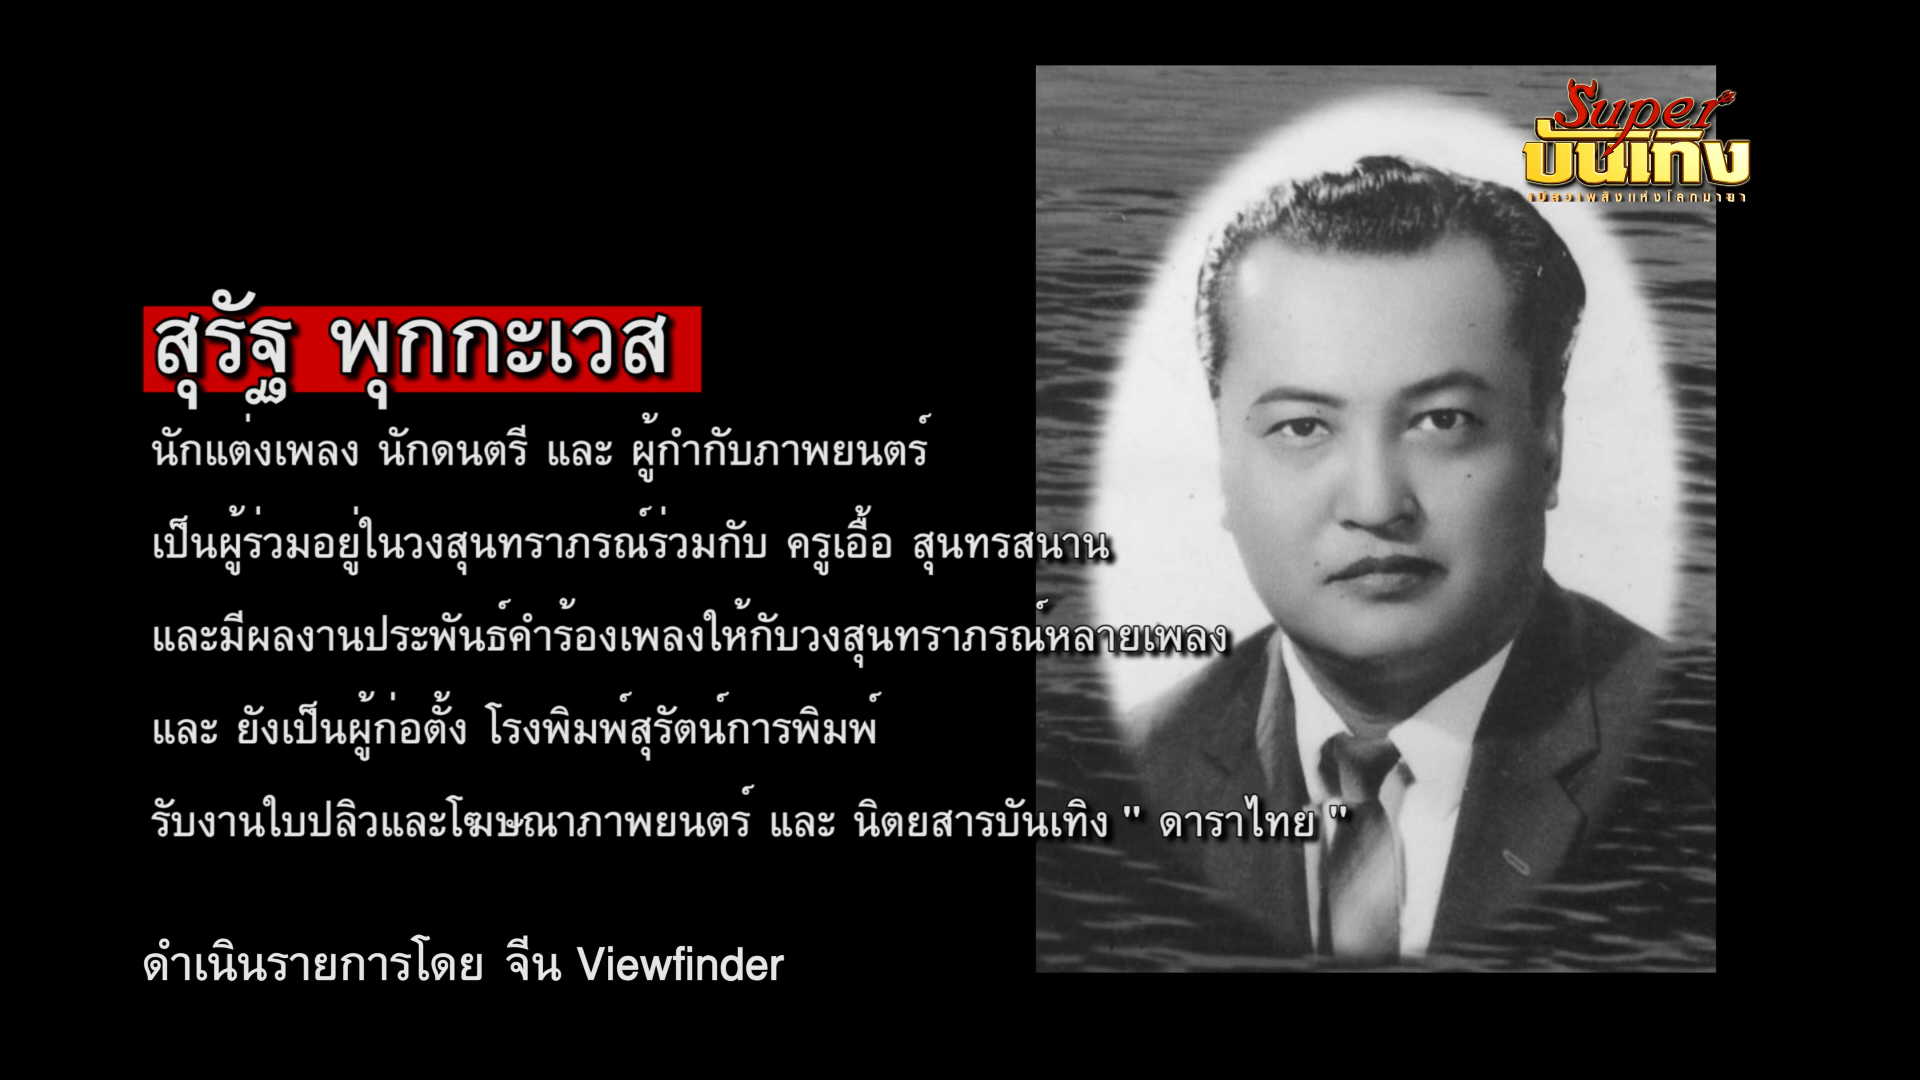 Super
บันเทิง
สุรัฐ พุกกะเวส
นักแต่งเพลง นักดนตรี และ ผู้กำกับภาพยนตร์
เป็นผู้ร่วมอยู่ในวงสุนทราภรณ์ร่วมกับ ครูเอื้อ สุนทรสนาน
และมีผลงานประพันธ์คำร้องเพลงให้กับวงสุนทราภรณ์หลายเพลง
และ ยังเป็นผู้ก่อตั้ง โรงพิมพ์สุรัตน์การพิมพ์
รับงานใบปลิวและโฆษณาภาพยนตร์ และ นิตยสารบันเทิง " ดาราไทย "
ดำเนินรายการโดย จีน Viewfinder